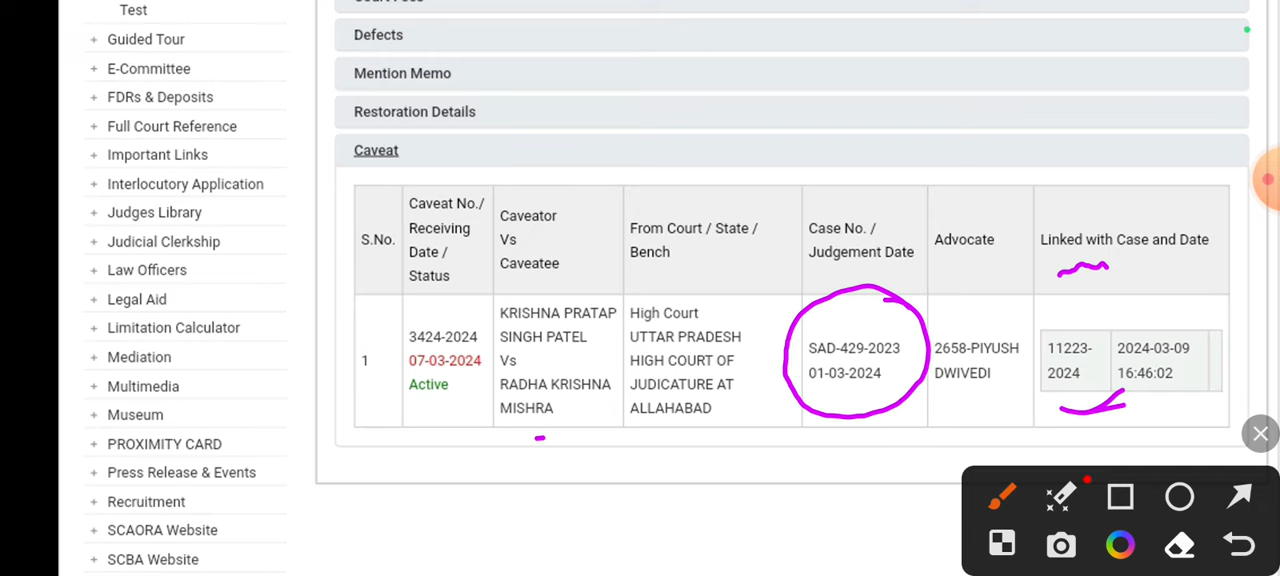 Test
+ Guided Tour
+ E-Committee
+ FDRs & Deposits
+ Full Court Reference
+ Important Links
+ Interlocutory Application
+ Judges Library
+ Judicial Clerkship
+ Law Officers
+ Legal Aid
+ Limitation Calculator
+ Mediation
+ Multimedia
+ Museum
+ PROXIMITY CARD
+ Press Release & Events
+ Recruitment
+ SCAORA Website
+ SCBA Website
Defects
Mention Memo
Restoration Details
Caveat
S.No.
Caveat No./
Receiving
Date /
Status
Caveator
Vs
Caveatee
From Court / State /
Bench
Case No. /
Judgement Date
Advocate
Linked with Case and Date
1
3424-2024
07-03-2024
Active
KRISHNA PRATAP
SINGH PATEL
Vs
RADHA KRISHNA
MISHRA
High Court
UTTAR PRADESH
HIGH COURT OF
JUDICATURE AT
ALLAHABAD
SAD-429-2023
01-03-2024
2658-PIYUSH
DWIVEDI
11223-
2024
2024-03-09
16:46:02